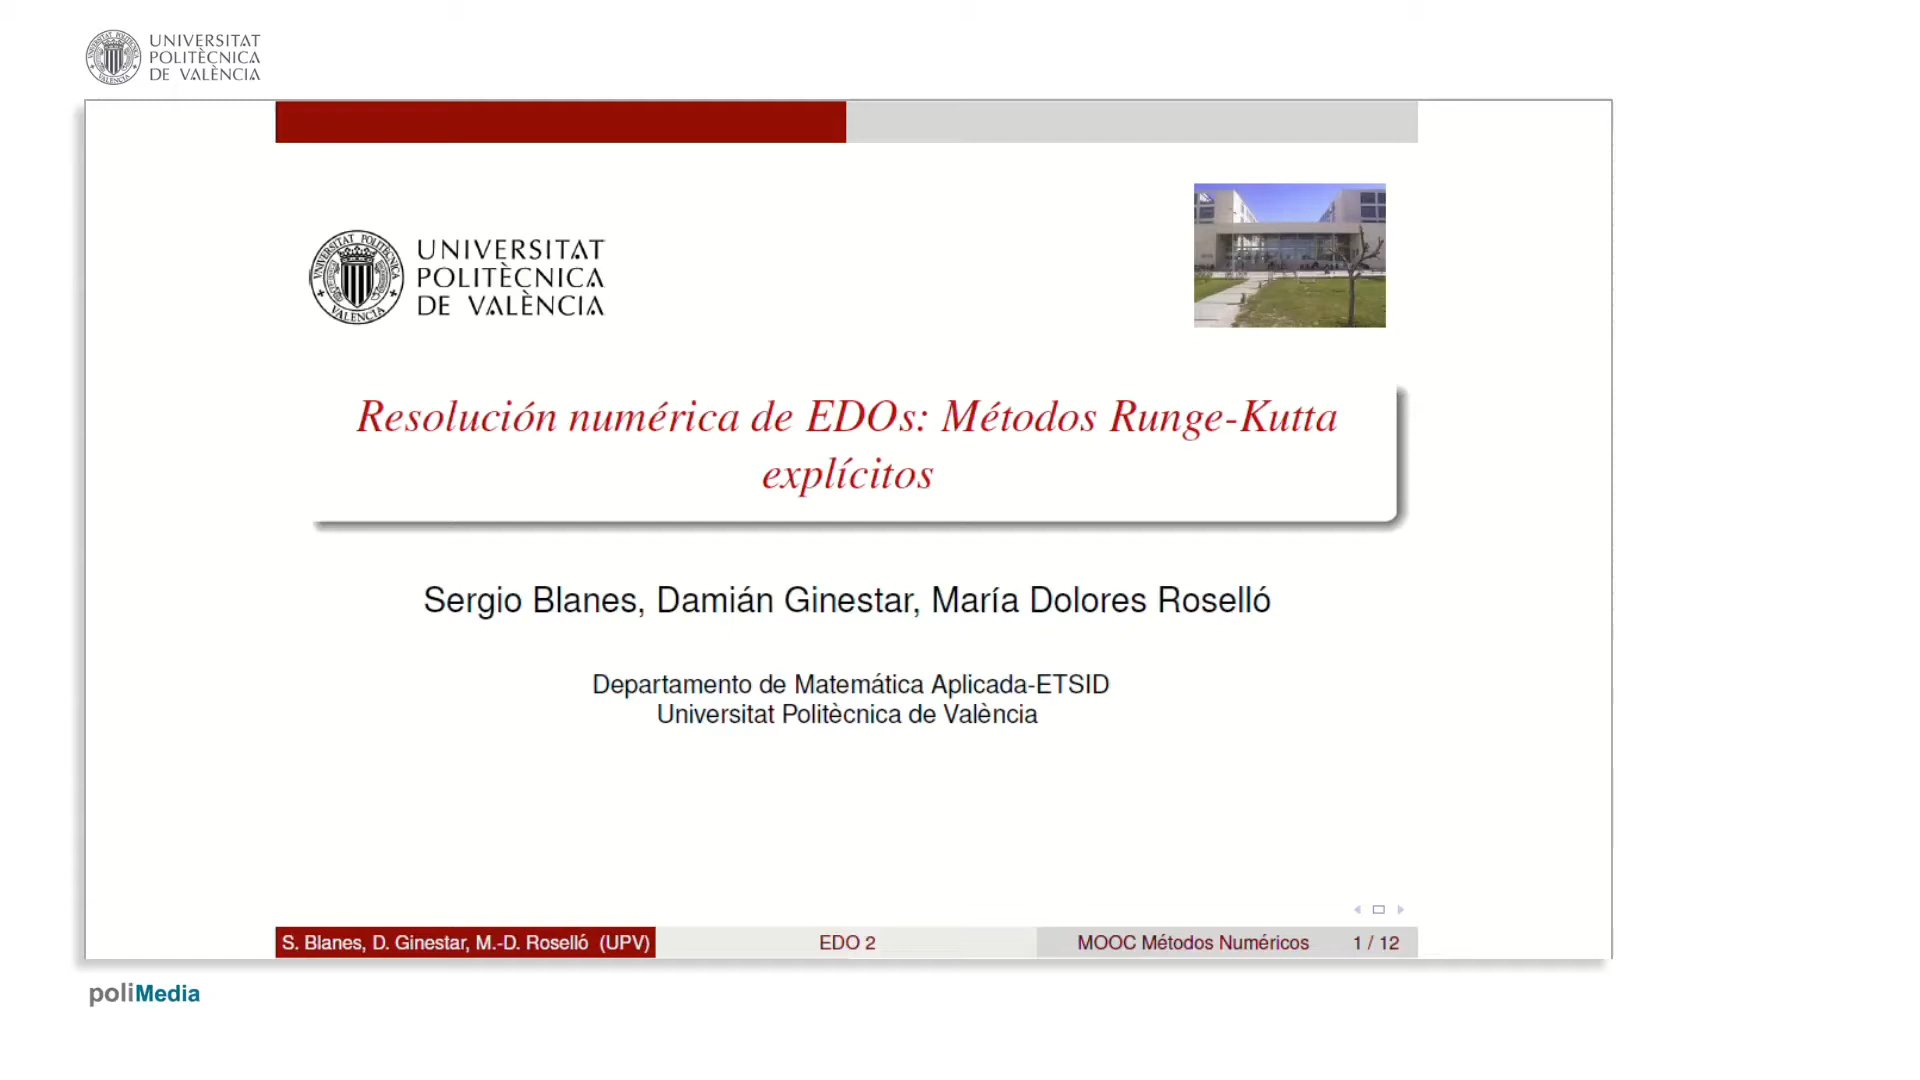 UNIVERSITAT
POLITÈCNICA
DE VALÈNCIA
UNIVERSITAT
POLITÈCNICA
DE VALÈNCIA
Resolución numérica de EDOs: Métodos Runge-Kutta
explícitos
Sergio Blanes, Damián Ginestar, María Dolores Roselló
Departamento de Matemática Aplicada-ETSID
Universitat Politècnica de València
S. Blanes, D. Ginestar, M.-D. Roselló (UPV) EDO 2 MOOC Métodos Numéricos 1 / 12
poliMedia